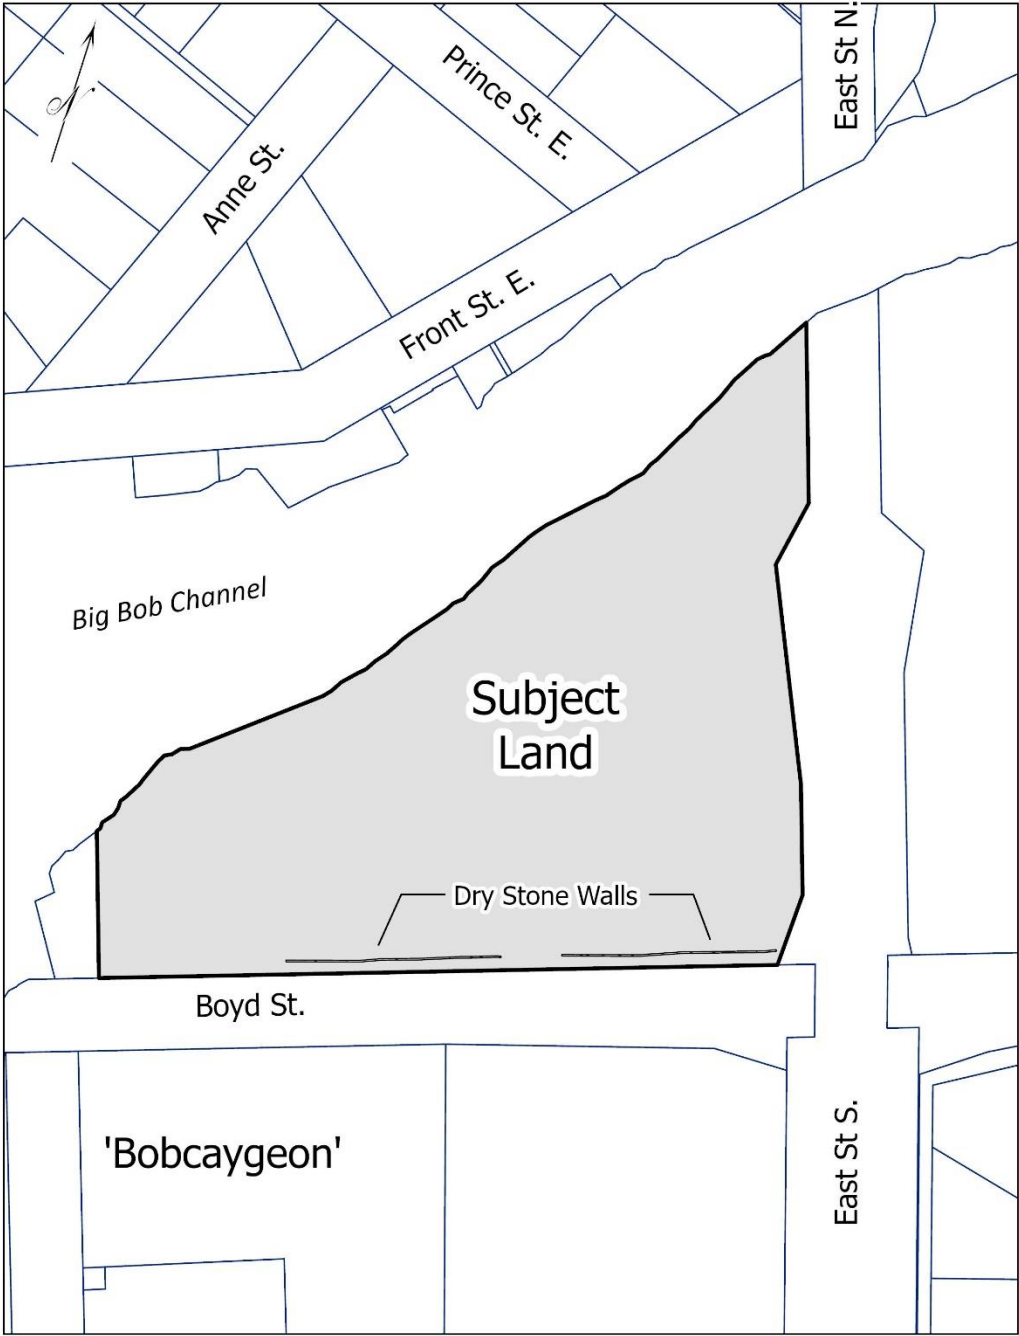 East St N.
Prince St. E.
N.
Anne St.
Front St. E.
Big Bob Channel
Subject
Land
Dry Stone Walls
Boyd St.
'Bobcaygeon'
East St S.